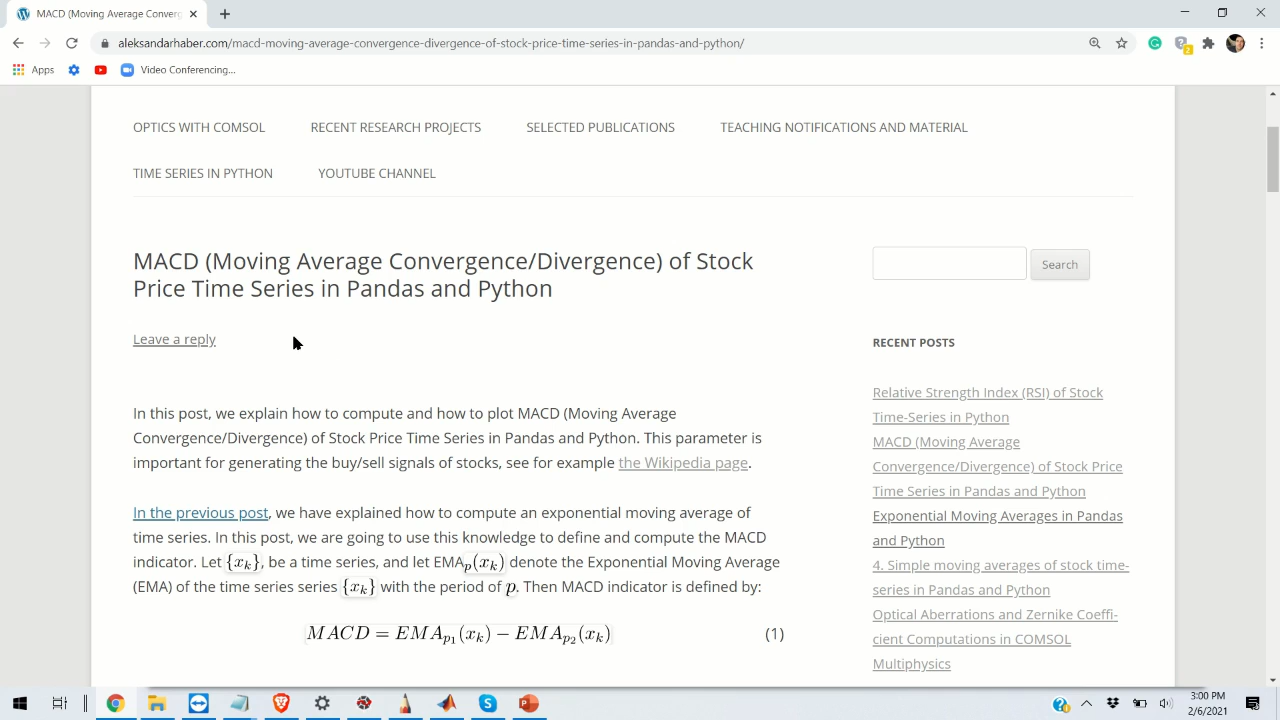 MACD (Moving Average Converg
aleksandarhaber.com/macd-moving-average-convergence-divergence-of-stock-price-time-series-in-pandas-and-python/
Apps
Video Conferencing...
OPTICS WITH COMSOL
RECENT RESEARCH PROJECTS
SELECTED PUBLICATIONS
TEACHING NOTIFICATIONS AND MATERIAL
TIME SERIES IN PYTHON
YOUTUBE CHANNEL
MACD (Moving Average Convergence/Divergence) of Stock
Price Time Series in Pandas and Python
Leave a reply
In this post, we explain how to compute and how to plot MACD (Moving Average
Convergence/Divergence) of Stock Price Time Series in Pandas and Python. This parameter is
important for generating the buy/sell signals of stocks, see for example the Wikipedia page.
In the previous post, we have explained how to compute an exponential moving average of
time series. In this post, we are going to use this knowledge to define and compute the MACD
indicator. Let {x_k}, be a time series, and let EMA_p(x_k) denote the Exponential Moving Average
(EMA) of the time series series {x_k} with the period of p. Then MACD indicator is defined by:
MACD = EMA_{p_1}(x_k) − EMA_{p_2}(x_k) (1)
Search
RECENT POSTS
Relative Strength Index (RSI) of Stock
Time-Series in Python
MACD (Moving Average
Convergence/Divergence) of Stock Price
Time Series in Pandas and Python
Exponential Moving Averages in Pandas
and Python
4. Simple moving averages of stock time-
series in Pandas and Python
Optical Aberrations and Zernike Coeffi-
cient Computations in COMSOL
Multiphysics
3:00 PM
2/6/2021